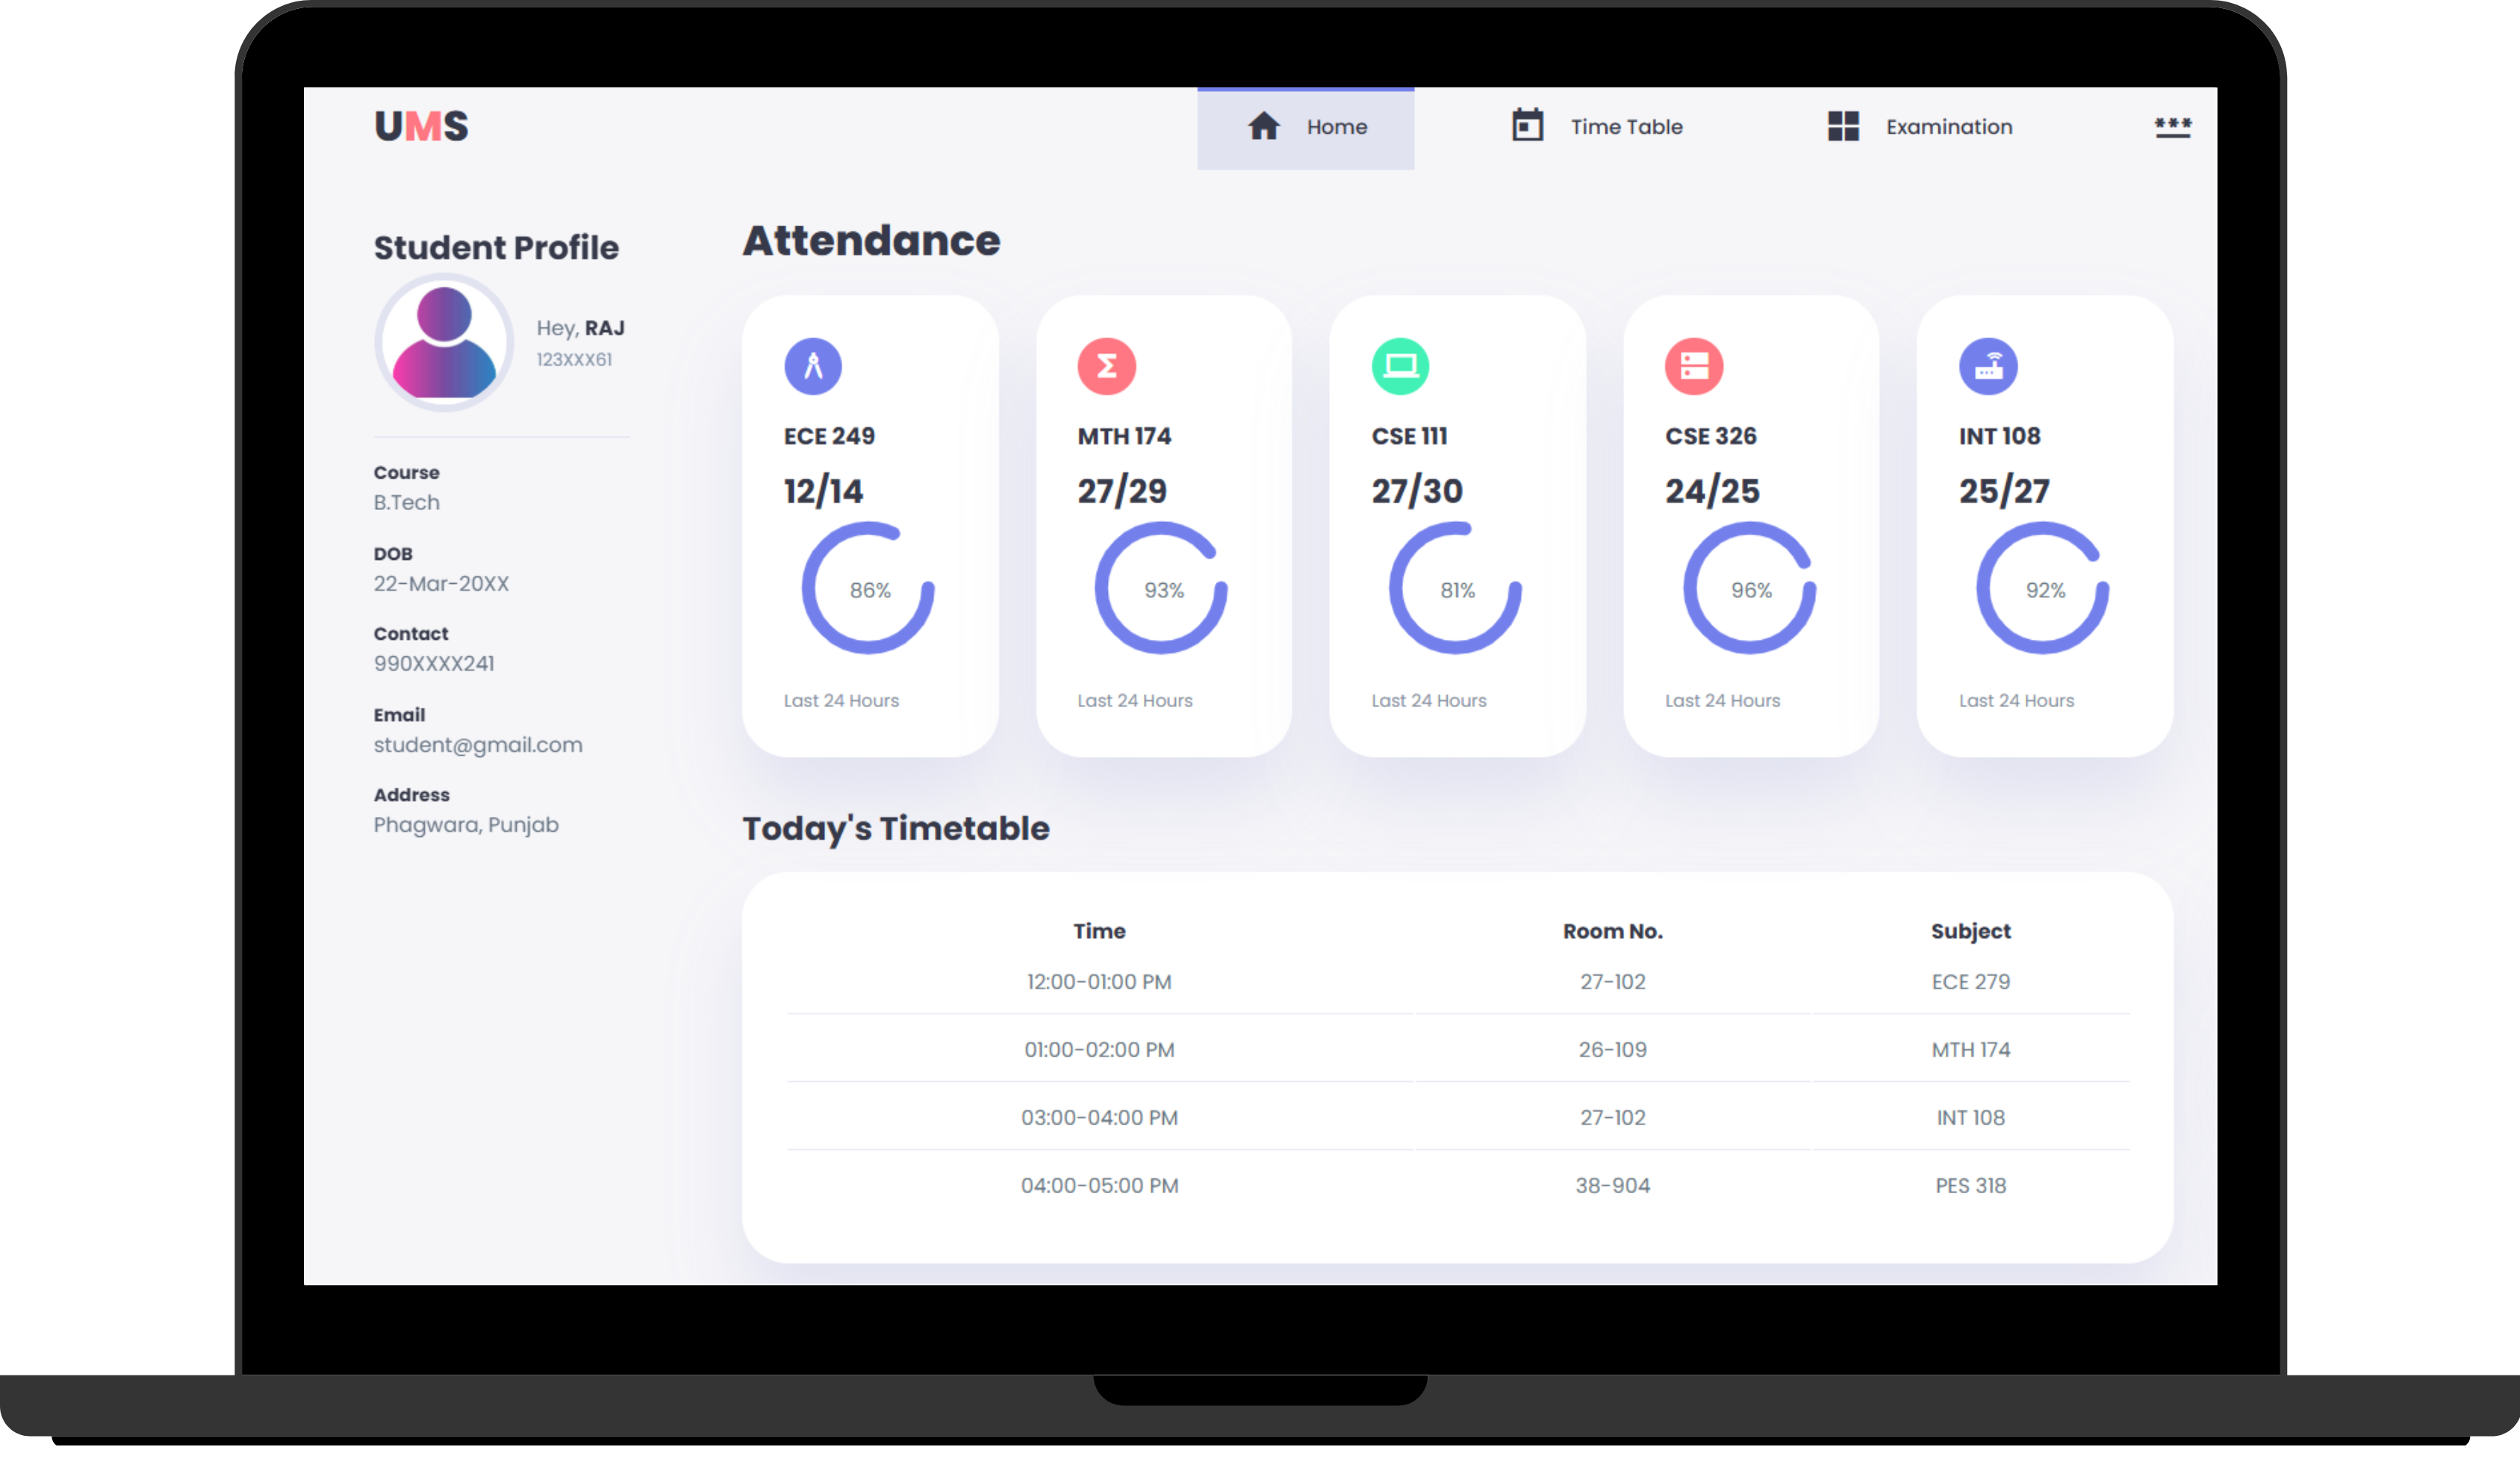 UMS
Home
Time Table
Examination
Student Profile
Hey, RAJ
123XXX61
Course
B.Tech
DOB
22-Mar-20XX
Contact
990XXXX241
Email
student@gmail.com
Address
Phagwara, Punjab
Attendance
ECE 249
12/14
86%
Last 24 Hours
MTH 174
27/29
93%
Last 24 Hours
CSE 111
27/30
81%
Last 24 Hours
CSE 326
24/25
96%
Last 24 Hours
INT 108
25/27
92%
Last 24 Hours
Today's Timetable
Time Room No. Subject
12:00-01:00 PM 27-102 ECE 279
01:00-02:00 PM 26-109 MTH 174
03:00-04:00 PM 27-102 INT 108
04:00-05:00 PM 38-904 PES 318